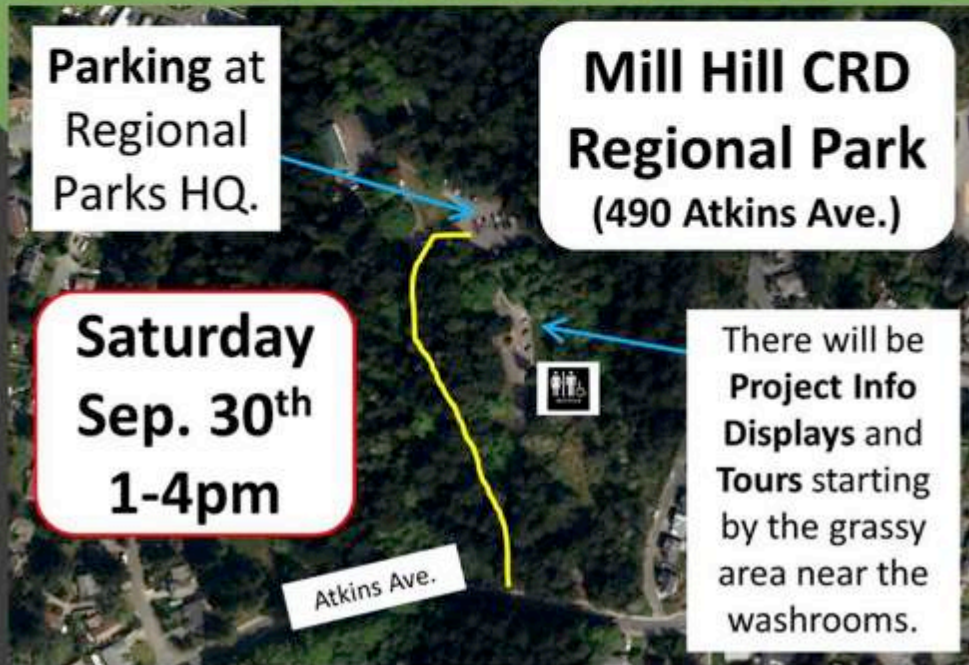 Parking at
Regional
Parks HQ.
Mill Hill CRD
Regional Park
(490 Atkins Ave.)
Saturday
Sep. 30th
1-4pm
There will be
Project Info
Displays and
Tours starting
by the grassy
area near the
washrooms.
Atkins Ave.